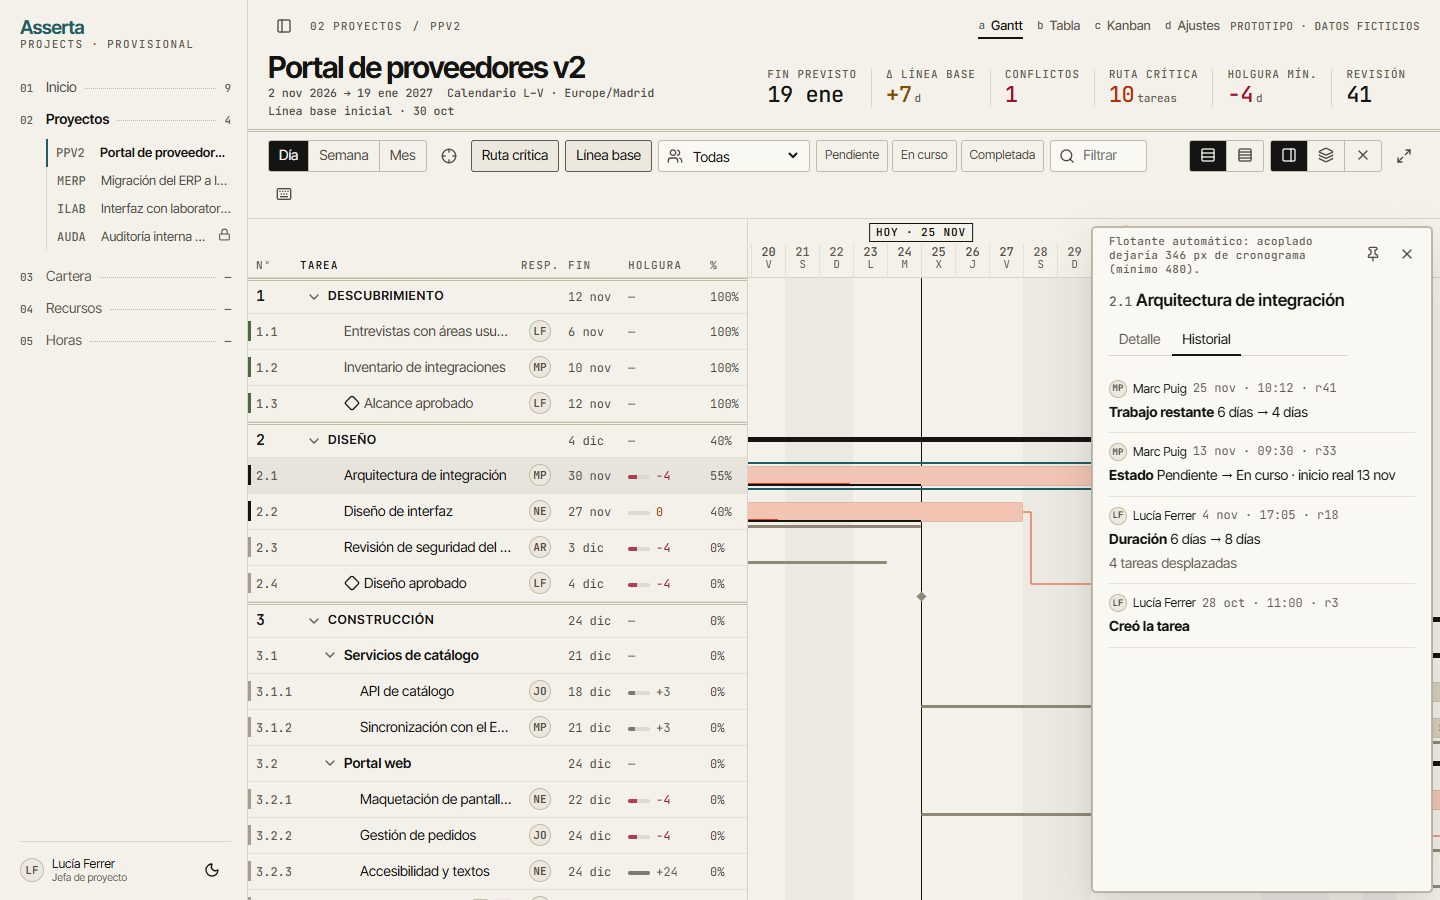 Asserta
PROJECTS · PROVISIONAL
01 Inicio 9
02 Proyectos 4
PPV2 Portal de proveedor...
MERP Migración del ERP a l...
ILAB Interfaz con laborator...
AUDA Auditoría interna ...
03 Cartera –
04 Recursos –
05 Horas –
LF Lucía Ferrer
Jefa de proyecto
02 PROYECTOS / PPV2
a Gantt b Tabla c Kanban d Ajustes PROTOTIPO · DATOS FICTICIOS
Portal de proveedores v2
2 nov 2026 → 19 ene 2027 Calendario L–V · Europe/Madrid
Línea base inicial · 30 oct
FIN PREVISTO Δ LÍNEA BASE CONFLICTOS RUTA CRÍTICA HOLGURA MÍN. REVISIÓN
19 ene +7 d 1 10 tareas -4 d 41
Día Semana Mes Ruta crítica Línea base Todas Pendiente En curso Completada Filtrar
HOY · 25 NOV
20 21 22 23 24 25 26 27 28 29
V S D L M X J V S D
N° TAREA RESP. FIN HOLGURA %
1 DESCUBRIMIENTO 12 nov – 100%
1.1 Entrevistas con áreas usu... LF 6 nov – 100%
1.2 Inventario de integraciones MP 10 nov – 100%
1.3 Alcance aprobado LF 12 nov – 100%
2 DISEÑO 4 dic – 40%
2.1 Arquitectura de integración MP 30 nov -4 55%
2.2 Diseño de interfaz NE 27 nov 0 40%
2.3 Revisión de seguridad del ... AR 3 dic -4 0%
2.4 Diseño aprobado LF 4 dic -4 0%
3 CONSTRUCCIÓN 24 dic – 0%
3.1 Servicios de catálogo 21 dic – 0%
3.1.1 API de catálogo JO 18 dic +3 0%
3.1.2 Sincronización con el E... MP 21 dic +3 0%
3.2 Portal web 24 dic – 0%
3.2.1 Maquetación de pantall... NE 22 dic -4 0%
3.2.2 Gestión de pedidos JO 24 dic -4 0%
3.2.3 Accesibilidad y textos NE 24 dic +24 0%
Flotante automático: acoplado
dejaría 346 px de cronograma
(mínimo 480).
2.1 Arquitectura de integración
Detalle Historial
MP Marc Puig 25 nov · 10:12 · r41
Trabajo restante 6 días → 4 días
MP Marc Puig 13 nov · 09:30 · r33
Estado Pendiente → En curso · inicio real 13 nov
LF Lucía Ferrer 4 nov · 17:05 · r18
Duración 6 días → 8 días
4 tareas desplazadas
LF Lucía Ferrer 28 oct · 11:00 · r3
Creó la tarea